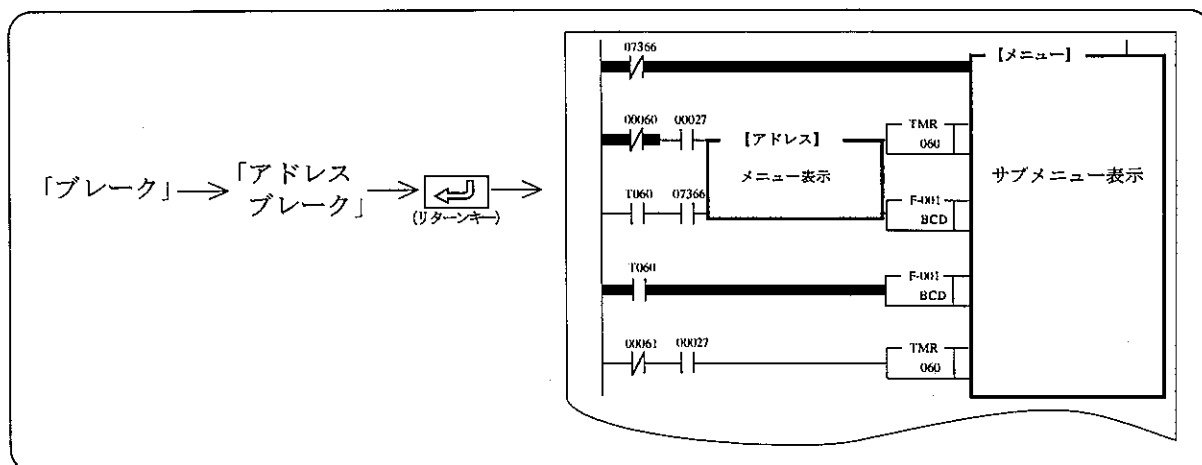 「ブレーク」
「アドレス
ブレーク」
(リターンキー)
07366
【メニュー】
サブメニュー表示
00060
00027
【アドレス】
メニュー表示
TMR
060
T060
07366
F-001
BCD
T060
F-001
BCD
00061
00027
TMR
060